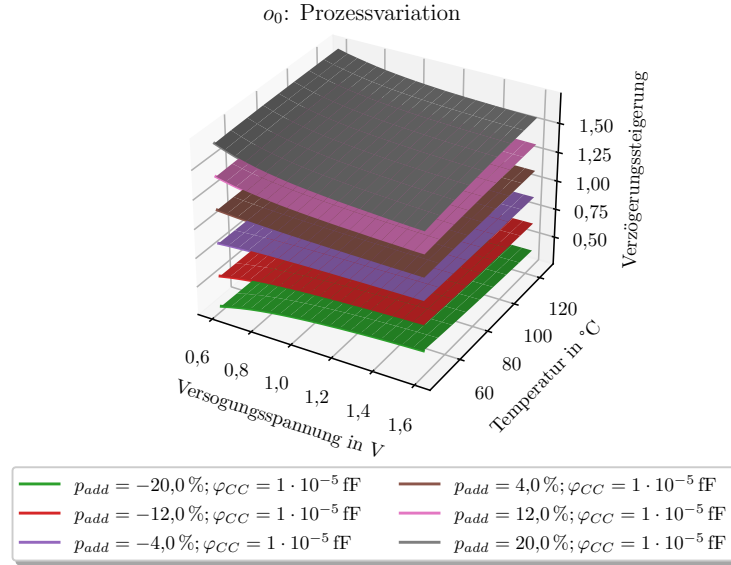 o₀: Prozessvariation
Verzögerungssteigerung
1,50
1,25
1,00
0,75
0,50
120
100
80
60
Temperatur in °C
0,6
0,8
1,0
1,2
1,4
1,6
Versogungsspannung in V
p_add = −20,0 %; φ_CC = 1 · 10⁻⁵ fF
p_add = −12,0 %; φ_CC = 1 · 10⁻⁵ fF
p_add = −4,0 %; φ_CC = 1 · 10⁻⁵ fF
p_add = 4,0 %; φ_CC = 1 · 10⁻⁵ fF
p_add = 12,0 %; φ_CC = 1 · 10⁻⁵ fF
p_add = 20,0 %; φ_CC = 1 · 10⁻⁵ fF